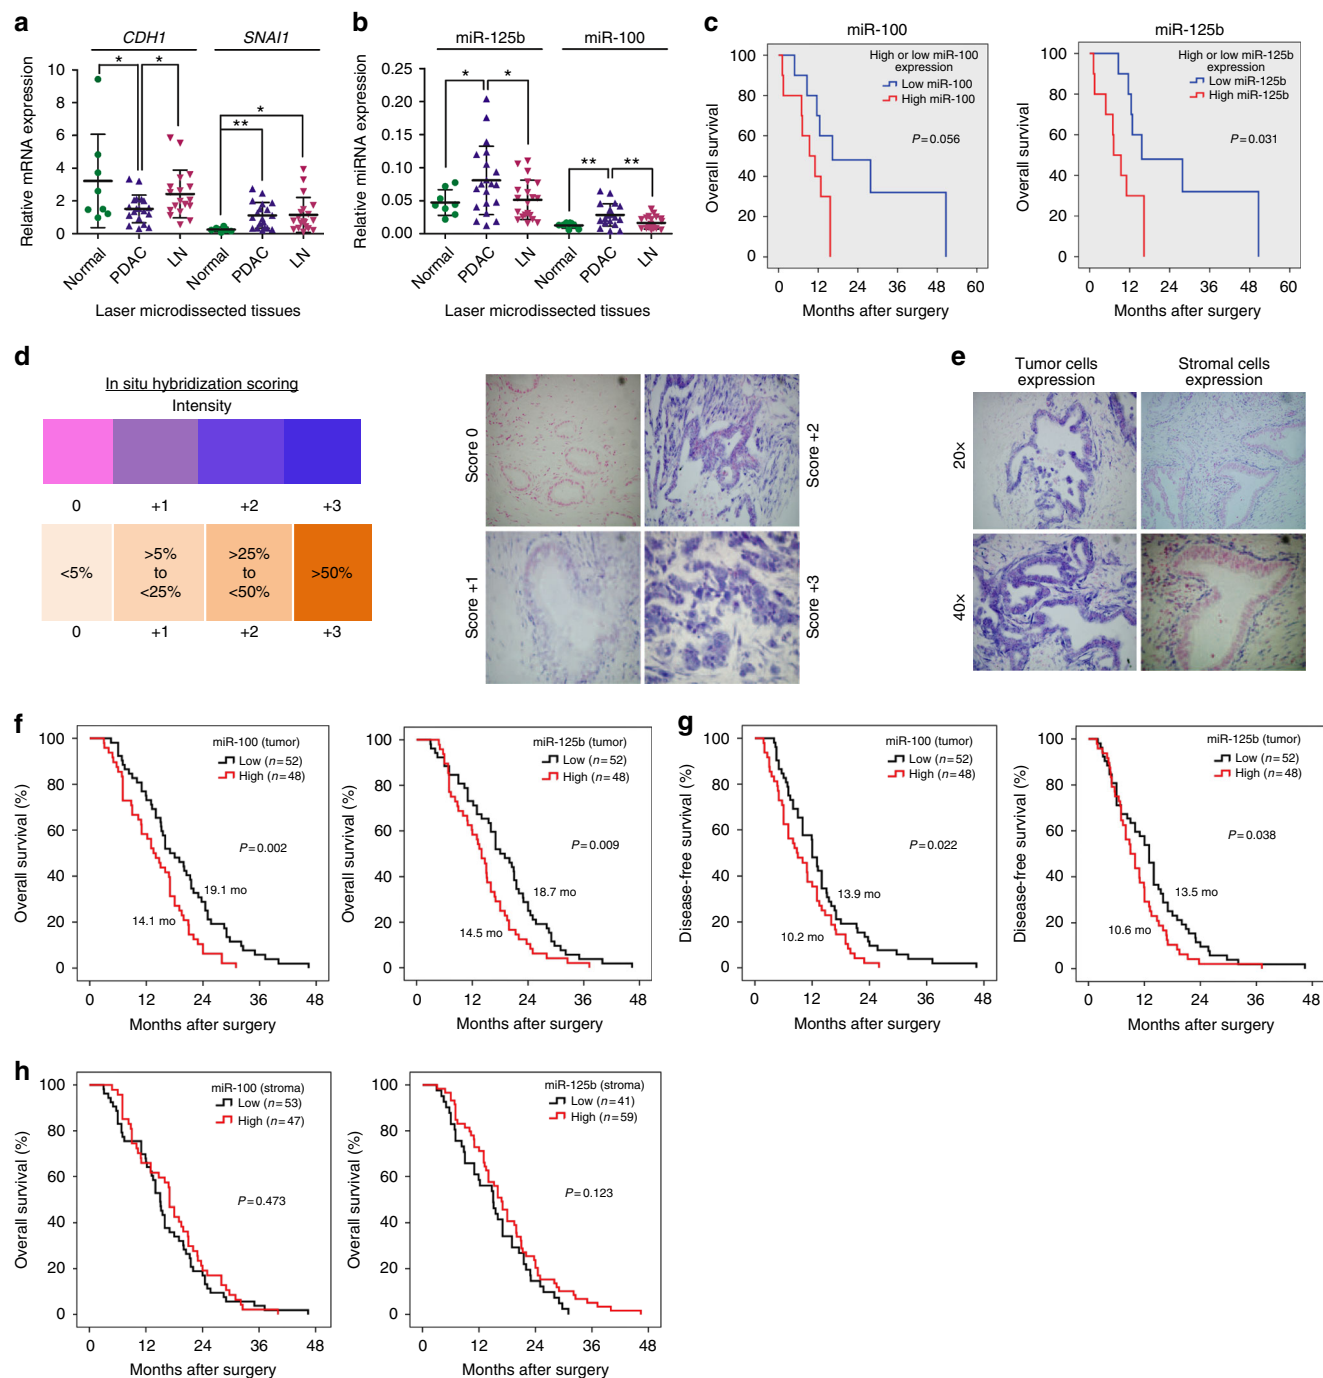 a
CDH1 SNAI1
* * ** *
Relative mRNA expression
10
8
6
4
2
0
Normal PDAC LN Normal PDAC LN
Laser microdissected tissues
b
miR-125b miR-100
* * ** **
Relative miRNA expression
0.25
0.20
0.15
0.10
0.05
0.00
Normal PDAC LN Normal PDAC LN
Laser microdissected tissues
c
miR-100
High or low miR-100
expression
Low miR-100
High miR-100
P = 0.056
Overall survival
100
80
60
40
20
0
0 12 24 36 48 60
Months after surgery
miR-125b
High or low miR-125b
expression
Low miR-125b
High miR-125b
P = 0.031
Overall survival
100
80
60
40
20
0
0 12 24 36 48 60
Months after surgery
d
In situ hybridization scoring
Intensity
0 +1 +2 +3
<5%
>5%
to
<25%
>25%
to
<50%
>50%
0 +1 +2 +3
Score 0
Score +2
Score +1
Score +3
e
Tumor cells
expression
Stromal cells
expression
20×
40×
f
miR-100 (tumor)
Low (n = 52)
High (n = 48)
P = 0.002
19.1 mo
14.1 mo
Overall survival (%)
100
80
60
40
20
0
0 12 24 36 48
Months after surgery
miR-125b (tumor)
Low (n = 52)
High (n = 48)
P = 0.009
18.7 mo
14.5 mo
Overall survival (%)
100
80
60
40
20
0
0 12 24 36 48
Months after surgery
g
miR-100 (tumor)
Low (n = 52)
High (n = 48)
P = 0.022
13.9 mo
10.2 mo
Disease-free survival (%)
100
80
60
40
20
0
0 12 24 36 48
Months after surgery
miR-125b (tumor)
Low (n = 52)
High (n = 48)
P = 0.038
13.5 mo
10.6 mo
Disease-free survival (%)
100
80
60
40
20
0
0 12 24 36 48
Months after surgery
h
miR-100 (stroma)
Low (n = 53)
High (n = 47)
P = 0.473
Overall survival (%)
100
80
60
40
20
0
0 12 24 36 48
Months after surgery
miR-125b (stroma)
Low (n = 41)
High (n = 59)
P = 0.123
Overall survival (%)
100
80
60
40
20
0
0 12 24 36 48
Months after surgery